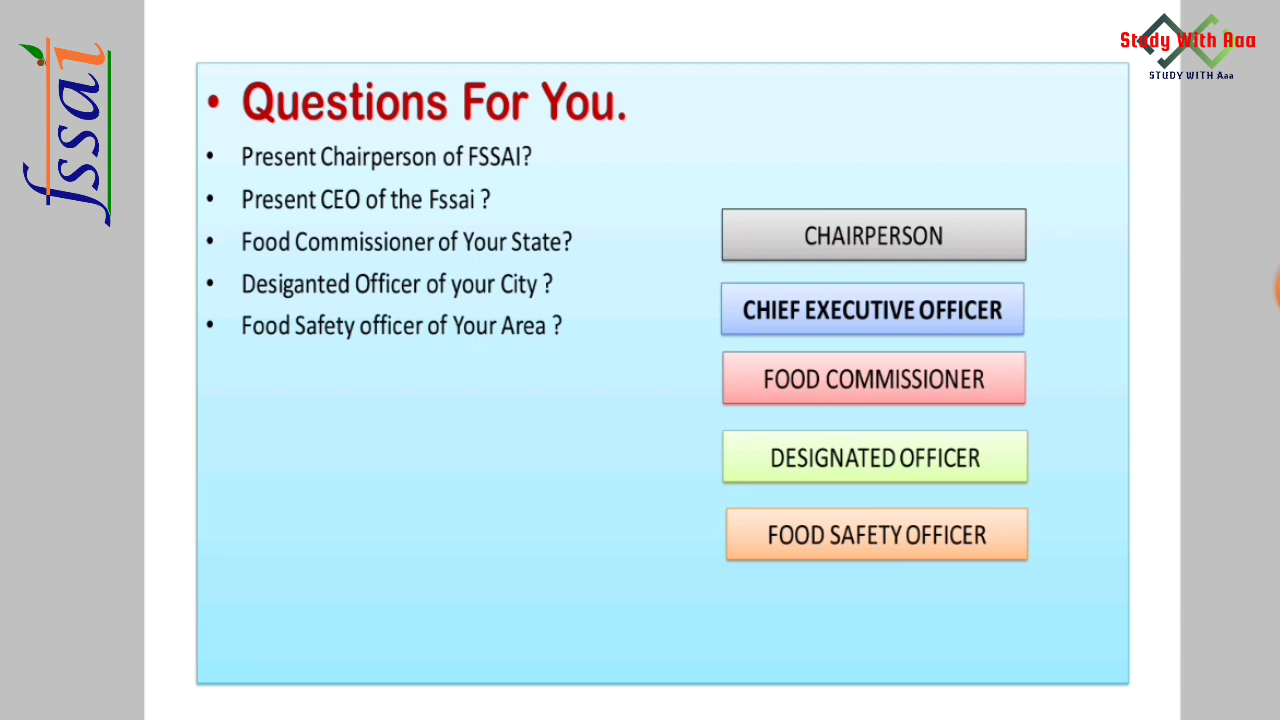 fssai
Study With Aaa
STUDY WITH Aaa
• Questions For You.
• Present Chairperson of FSSAI?
• Present CEO of the Fssai ?
• Food Commissioner of Your State?
• Desiganted Officer of your City ?
• Food Safety officer of Your Area ?
CHAIRPERSON
CHIEF EXECUTIVE OFFICER
FOOD COMMISSIONER
DESIGNATED OFFICER
FOOD SAFETY OFFICER